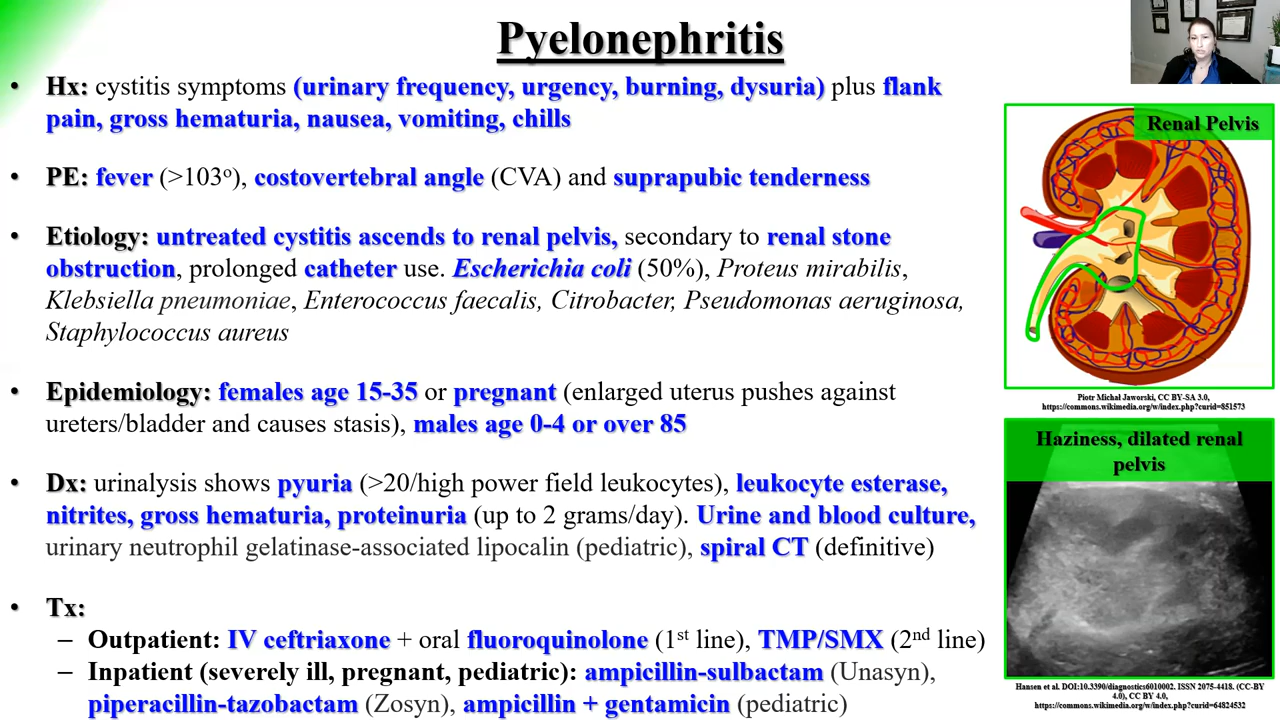 Pyelonephritis
• Hx: cystitis symptoms (urinary frequency, urgency, burning, dysuria) plus flank
pain, gross hematuria, nausea, vomiting, chills
• PE: fever (>103º), costovertebral angle (CVA) and suprapubic tenderness
• Etiology: untreated cystitis ascends to renal pelvis, secondary to renal stone
obstruction, prolonged catheter use. Escherichia coli (50%), Proteus mirabilis,
Klebsiella pneumoniae, Enterococcus faecalis, Citrobacter, Pseudomonas aeruginosa,
Staphylococcus aureus
• Epidemiology: females age 15-35 or pregnant (enlarged uterus pushes against
ureters/bladder and causes stasis), males age 0-4 or over 85
• Dx: urinalysis shows pyuria (>20/high power field leukocytes), leukocyte esterase,
nitrites, gross hematuria, proteinuria (up to 2 grams/day). Urine and blood culture,
urinary neutrophil gelatinase-associated lipocalin (pediatric), spiral CT (definitive)
• Tx:
– Outpatient: IV ceftriaxone + oral fluoroquinolone (1st line), TMP/SMX (2nd line)
– Inpatient (severely ill, pregnant, pediatric): ampicillin-sulbactam (Unasyn),
piperacillin-tazobactam (Zosyn), ampicillin + gentamicin (pediatric)
Renal Pelvis
Piotr Michał Jaworski, CC BY-SA 3.0,
https://commons.wikimedia.org/w/index.php?curid=851573
Haziness, dilated renal
pelvis
Hansen et al. DOI:10.3390/diagnostics6010002. ISSN 2075-4418. (CC-BY
4.0), CC BY 4.0,
https://commons.wikimedia.org/w/index.php?curid=64824532